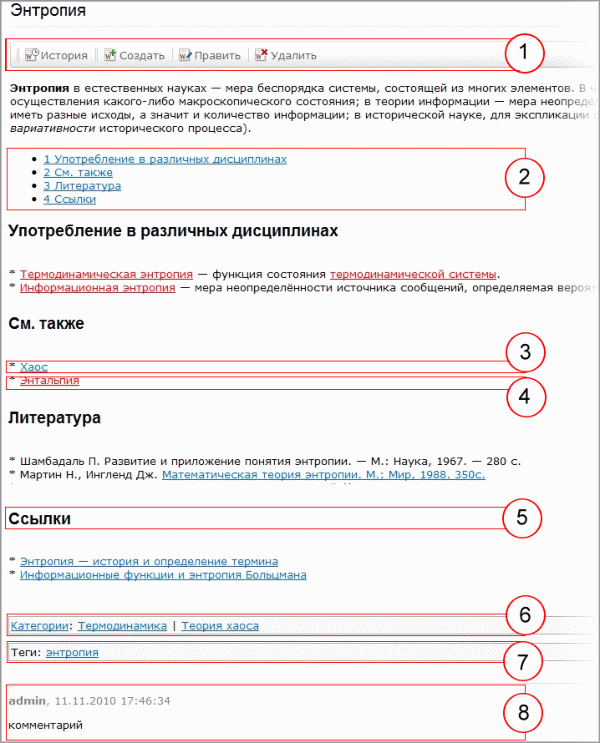 Энтропия
История Создать Править Удалить
1
Энтропия в естественных науках — мера беспорядка системы, состоящей из многих элементов. В
осуществления какого-либо макроскопического состояния; в теории информации — мера
иметь разные исходы, а значит и количество информации; в исторической науке, для экспликации
вариативности исторического процесса).
• 1 Употребление в различных дисциплинах
• 2 См. также
• 3 Литература
• 4 Ссылки
2
Употребление в различных дисциплинах
* Термодинамическая энтропия — функция состояния термодинамической системы.
* Информационная энтропия — мера неопределённости источника сообщений, определяемая
См. также
3
* Хаос
* Энтальпия
4
Литература
* Шамбадаль П. Развитие и приложение понятия энтропии. — М.: Наука, 1967. — 280 с.
* Мартин Н., Ингленд Дж. Математическая теория энтропии. М.: Мир, 1988. 350с.
Ссылки
5
* Энтропия — история и определение термина
* Информационные функции и энтропия Больцмана
Категории: Термодинамика | Теория хаоса
6
Теги: энтропия
7
admin, 11.11.2010 17:46:34
комментарий
8